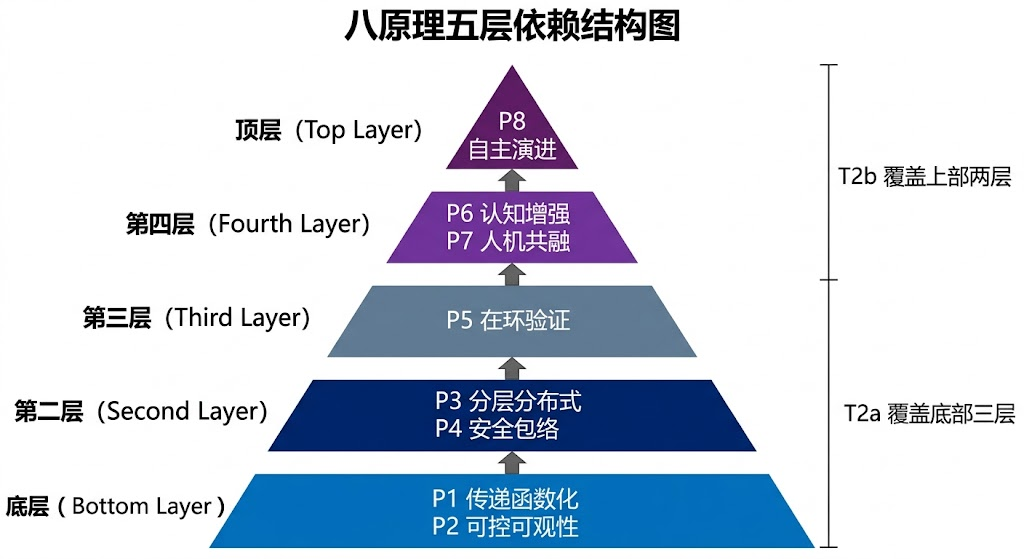 八原理五层依赖结构图
顶层（Top Layer）
P8
自主演进
T2b 覆盖上部两层
第四层（Fourth Layer）
P6 认知增强
P7 人机共融
第三层（Third Layer）
P5 在环验证
第二层（Second Layer）
P3 分层分布式
P4 安全包络
T2a 覆盖底部三层
底层（Bottom Layer）
P1 传递函数化
P2 可控可观性